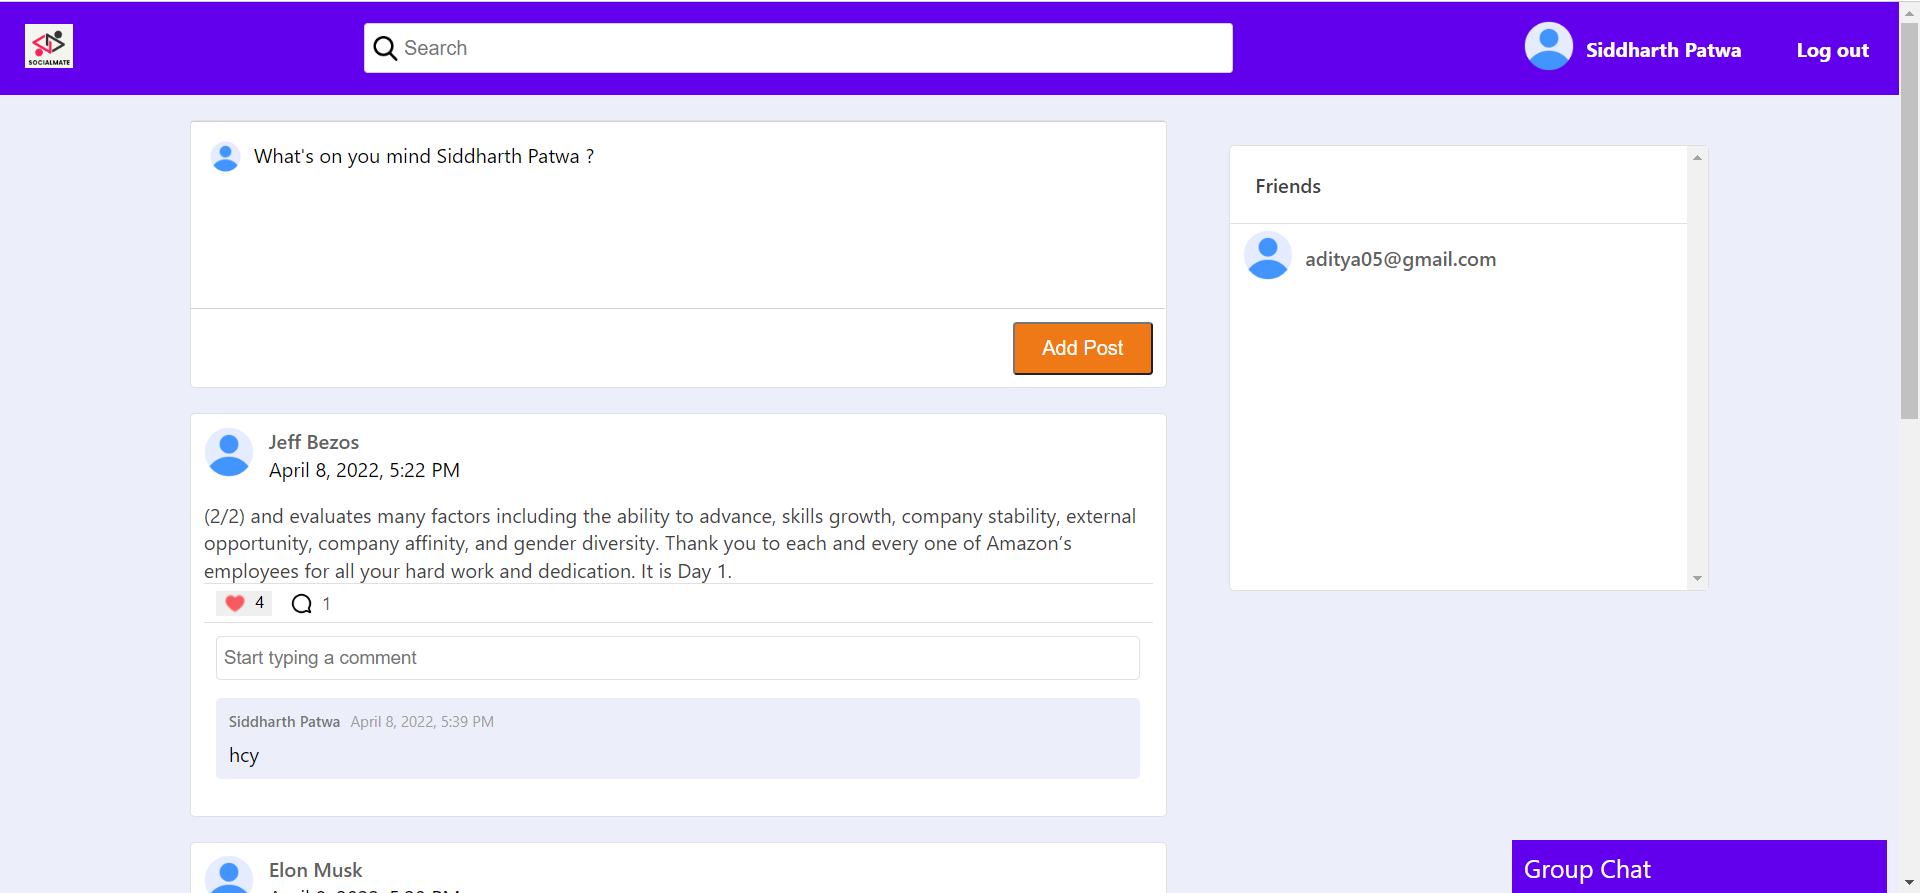 SOCIALMATE
Search
Siddharth Patwa
Log out
What's on you mind Siddharth Patwa ?
Add Post
Friends
aditya05@gmail.com
Jeff Bezos
April 8, 2022, 5:22 PM
(2/2) and evaluates many factors including the ability to advance, skills growth, company stability, external
opportunity, company affinity, and gender diversity. Thank you to each and every one of Amazon’s
employees for all your hard work and dedication. It is Day 1.
4
1
Start typing a comment
Siddharth Patwa April 8, 2022, 5:39 PM
hcy
Elon Musk
Group Chat